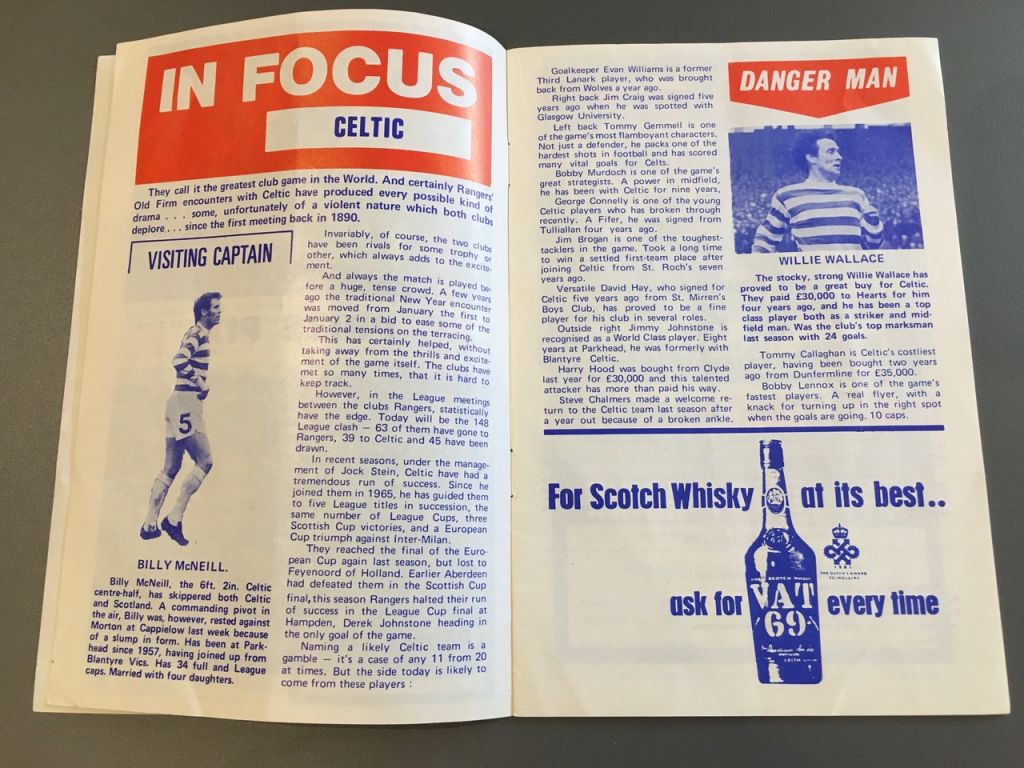 IN FOCUS
CELTIC
They call it the greatest club game in the World. And certainly Rangers'
Old Firm encounters with Celtic have produced every possible kind of
drama . . . some, unfortunately of a violent nature which both clubs
deplore . . . since the first meeting back in 1890.
VISITING CAPTAIN
5
BILLY McNEILL.
Billy McNeill, the 6ft. 2in. Celtic
centre-half, has skippered both Celtic
and Scotland. A commanding pivot in
the air, Billy was, however, rested against
Morton at Cappielow last week because
of a slump in form. Has been at Park-
head since 1957, having joined up from
Blantyre Vics. Has 34 full and League
caps. Married with four daughters.
Invariably, of course, the two clubs
have been rivals for some trophy or
other, which always adds to the excite-
ment.
And always the match is played be-
fore a huge, tense crowd. A few years
ago the traditional New Year encounter
was moved from January the first to
January 2 in a bid to ease some of the
traditional tensions on the terracing.
This has certainly helped, without
taking away from the thrills and excite-
ment of the game itself. The clubs have
met so many times, that it is hard to
keep track.
However, in the League meetings
between the clubs Rangers, statistically
have the edge. Today will be the 148
League clash — 63 of them have gone to
Rangers, 39 to Celtic and 45 have been
drawn.
In recent seasons, under the manage-
ment of Jock Stein, Celtic have had a
tremendous run of success. Since he
joined them in 1965, he has guided them
to five League titles in succession, the
same number of League Cups, three
Scottish Cup victories, and a European
Cup triumph against Inter-Milan.
They reached the final of the Euro-
pean Cup again last season, but lost to
Feyenoord of Holland. Earlier Aberdeen
had defeated them in the Scottish Cup
final, this season Rangers halted their run
of success in the League Cup final at
Hampden, Derek Johnstone heading in
the only goal of the game.
Naming a likely Celtic team is a
gamble — it's a case of any 11 from 20
at times. But the side today is likely to
come from these players :
Goalkeeper Evan Williams is a former
Third Lanark player, who was brought
back from Wolves a year ago.
Right back Jim Craig was signed five
years ago when he was spotted with
Glasgow University.
Left back Tommy Gemmell is one
of the game's most flamboyant characters.
Not just a defender, he packs one of the
hardest shots in football and has scored
many vital goals for Celts.
Bobby Murdoch is one of the game's
great strategists. A power in midfield,
he has been with Celtic for nine years,
George Connelly is one of the young
Celtic players who has broken through
recently. A Fifer, he was signed from
Tulliallan four years ago.
Jim Brogan is one of the toughest-
tacklers in the game. Took a long time
to win a settled first-team place after
joining Celtic from St. Roch's seven
years ago.
Versatile David Hay, who signed for
Celtic five years ago from St. Mirren's
Boys Club, has proved to be a fine
player for his club in several roles.
Outside right Jimmy Johnstone is
recognised as a World Class player. Eight
years at Parkhead, he was formerly with
Blantyre Celtic.
Harry Hood was bought from Clyde
last year for £30,000 and this talented
attacker has more than paid his way.
Steve Chalmers made a welcome re-
turn to the Celtic team last season after
a year out because of a broken ankle.
DANGER MAN
WILLIE WALLACE
The stocky, strong Willie Wallace has
proved to be a great buy for Celtic.
They paid £30,000 to Hearts for him
four years ago, and he has been a top
class player both as a striker and mid-
field man. Was the club's top marksman
last season with 24 goals.
Tommy Callaghan is Celtic's costliest
player, having been bought two years
ago from Dunfermline for £35,000.
Bobby Lennox is one of the game's
fastest players. A real flyer, with a
knack for turning up in the right spot
when the goals are going. 10 caps.
For Scotch Whisky at its best..
THE QUEEN'S AWARD
TO INDUSTRY
SCOTCH WHISKY
ask for VAT 69 every time
LEITH